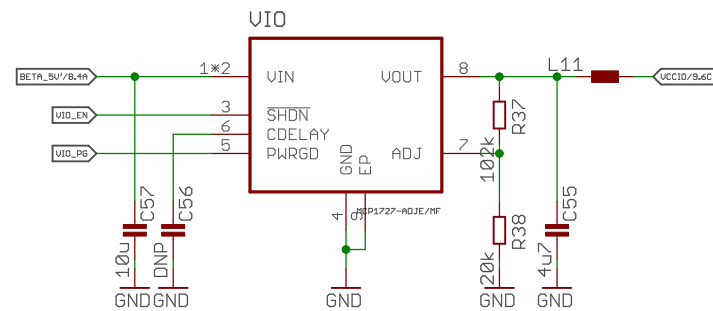 VIO
BETA_5V'/8.4A
1*2
VIN
VOUT
8
L11
VCCIO/9.6C
VIO_EN
3
SHDN
6
CDELAY
VIO_PG
5
PWRGD
ADJ
7
GND
EP
4
9
MCP1727-ADJE/MF
R37
102k
R38
20k
C57
10u
C56
DNP
C55
4u7
GND
GND
GND
GND
GND